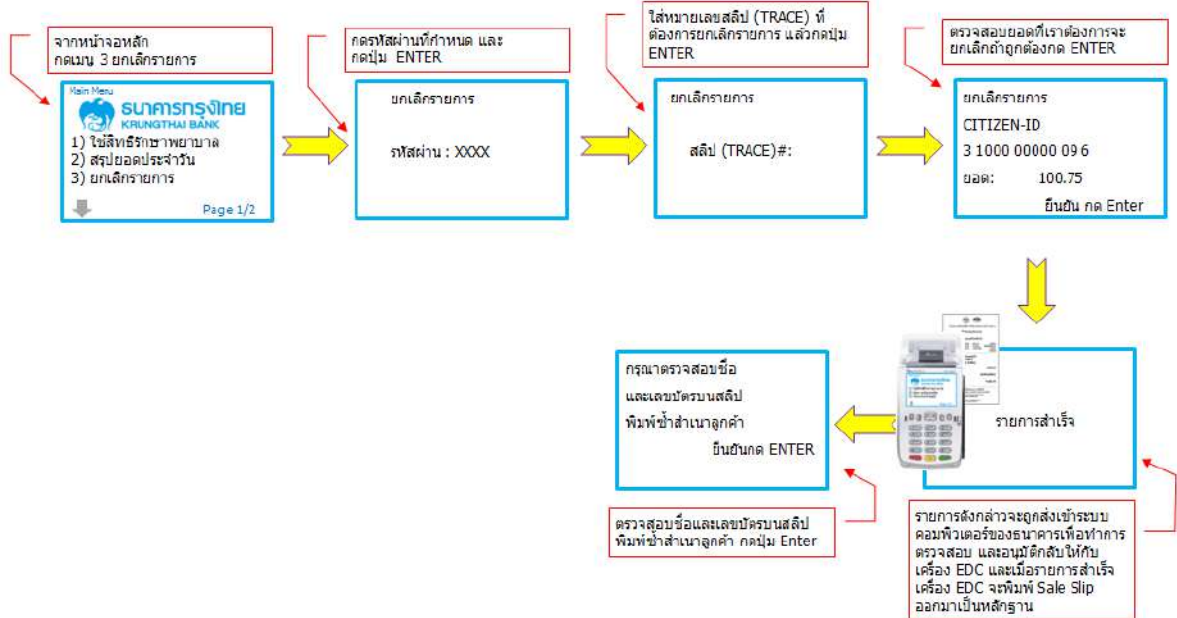 จากหน้าจอหลัก
กดเมนู 3 ยกเลิกรายการ
Main Menu
ธนาคารกรุงไทย
KRUNGTHAI BANK
1) ใช้สิทธิรักษาพยาบาล
2) สรุปยอดประจำวัน
3) ยกเลิกรายการ
Page 1/2
กดรหัสผ่านที่กำหนด และ
กดปุ่ม ENTER
ยกเลิกรายการ
รหัสผ่าน : XXXX
ใส่หมายเลขสลิป (TRACE) ที่
ต้องการยกเลิกรายการ แล้วกดปุ่ม
ENTER
ยกเลิกรายการ
สลิป (TRACE)#:
ตรวจสอบยอดที่เราต้องการจะ
ยกเลิกถ้าถูกต้องกด ENTER
ยกเลิกรายการ
CITIZEN-ID
3 1000 00000 09 6
ยอด: 100.75
ยืนยัน กด Enter
รายการสำเร็จ
รายการดังกล่าวจะถูกส่งเข้าระบบ
คอมพิวเตอร์ของธนาคารเพื่อทำการ
ตรวจสอบ และอนุมัติกลับให้กับ
เครื่อง EDC และเมื่อรายการสำเร็จ
เครื่อง EDC จะพิมพ์ Sale Slip
ออกมาเป็นหลักฐาน
กรุณาตรวจสอบชื่อ
และเลขบัตรบนสลิป
พิมพ์ซ้ำสำเนาลูกค้า
ยืนยันกด ENTER
ตรวจสอบชื่อและเลขบัตรบนสลิป
พิมพ์ซ้ำสำเนาลูกค้า กดปุ่ม Enter